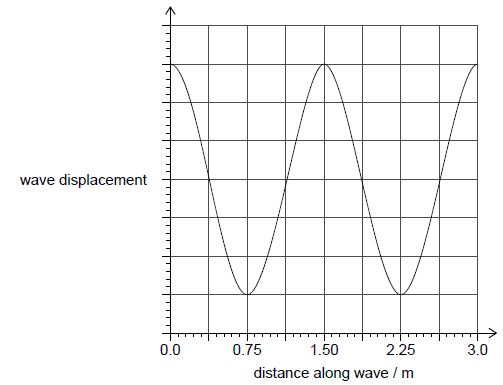 wave displacement
0.0 0.75 1.50 2.25 3.0
distance along wave / m